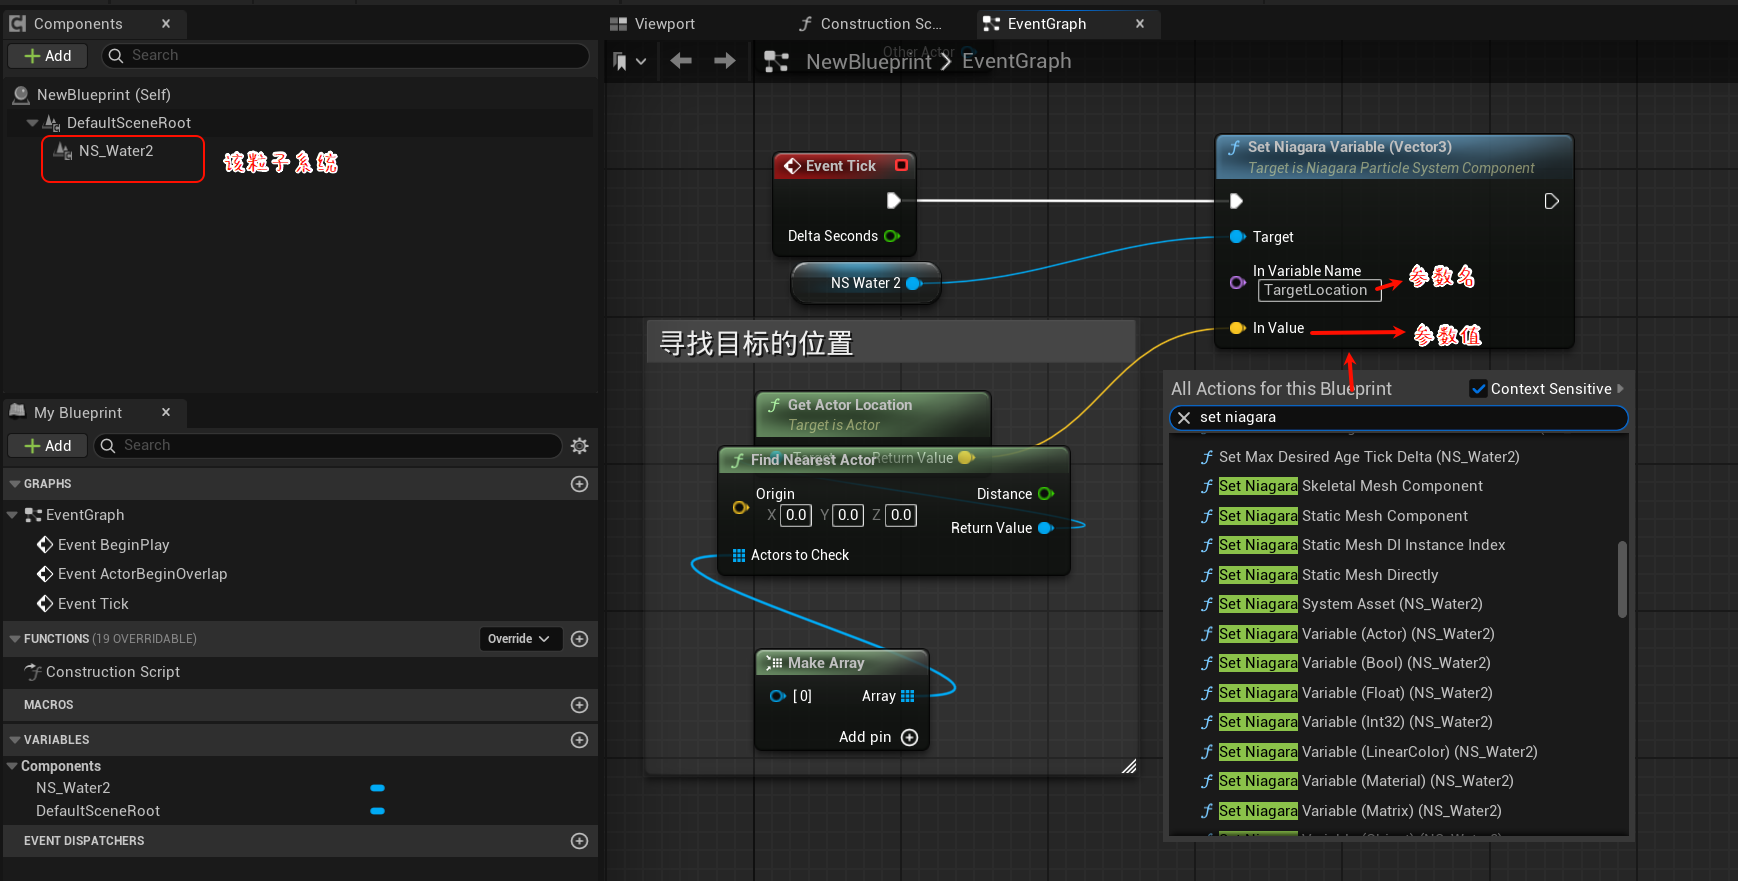 Components
Add
Search
NewBlueprint (Self)
DefaultSceneRoot
NS_Water2
该粒子系统
My Blueprint
Add
Search
GRAPHS
EventGraph
Event BeginPlay
Event ActorBeginOverlap
Event Tick
FUNCTIONS (19 OVERRIDABLE)
Override
Construction Script
MACROS
VARIABLES
Components
NS_Water2
DefaultSceneRoot
EVENT DISPATCHERS
Viewport
Construction Sc...
EventGraph
Other Actor
NewBlueprint > EventGraph
Event Tick
Delta Seconds
NS Water 2
Set Niagara Variable (Vector3)
Target is Niagara Particle System Component
Target
In Variable Name
TargetLocation
参数名
In Value
参数值
寻找目标的位置
Get Actor Location
Target is Actor
Target
Return Value
Find Nearest Actor
Origin
Distance
X 0.0 Y 0.0 Z 0.0
Return Value
Actors to Check
Make Array
[0]
Array
Add pin
All Actions for this Blueprint
Context Sensitive
set niagara
Set Max Desired Age Tick Delta (NS_Water2)
Set Niagara Skeletal Mesh Component
Set Niagara Static Mesh Component
Set Niagara Static Mesh DI Instance Index
Set Niagara Static Mesh Directly
Set Niagara System Asset (NS_Water2)
Set Niagara Variable (Actor) (NS_Water2)
Set Niagara Variable (Bool) (NS_Water2)
Set Niagara Variable (Float) (NS_Water2)
Set Niagara Variable (Int32) (NS_Water2)
Set Niagara Variable (LinearColor) (NS_Water2)
Set Niagara Variable (Material) (NS_Water2)
Set Niagara Variable (Matrix) (NS_Water2)